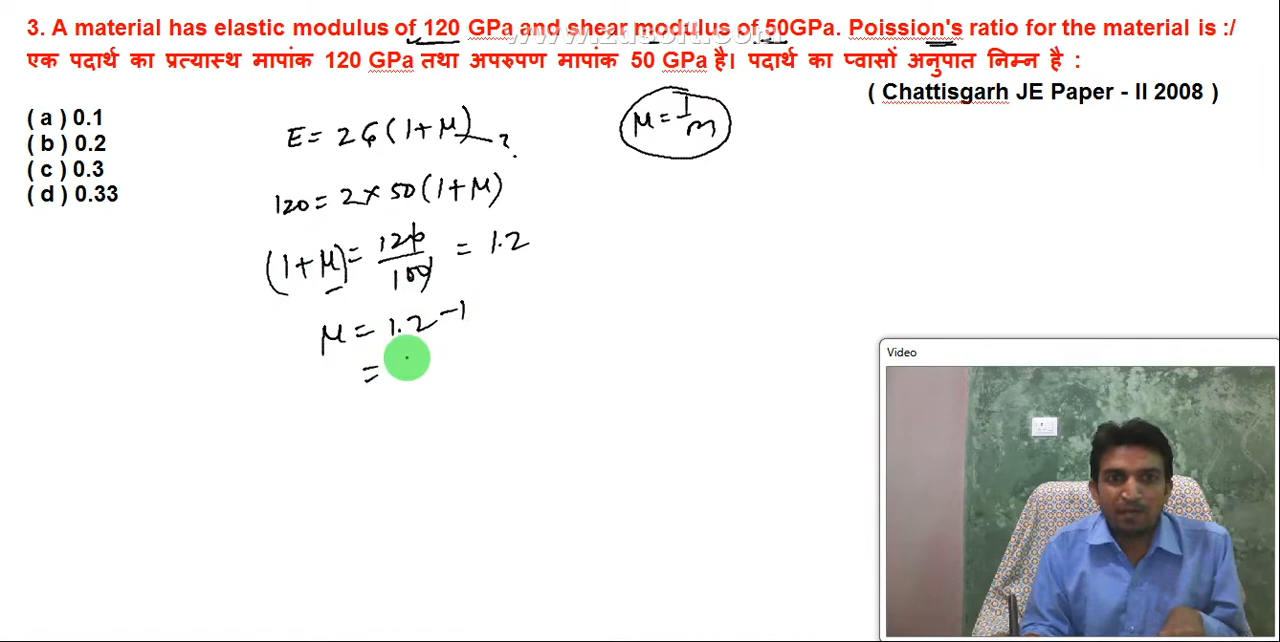 3. A material has elastic modulus of 120 GPa and shear modulus of 50GPa. Poission's ratio for the material is :/
www.zdsoft.com
एक पदार्थ का प्रत्यास्थ मापांक 120 GPa तथा अपरुपण मापांक 50 GPa है। पदार्थ का प्वासों अनुपात निम्न है :
( Chattisgarh JE Paper - II 2008 )
( a ) 0.1
( b ) 0.2
( c ) 0.3
( d ) 0.33
E = 2G(1+μ) ?
μ = 1/m
120 = 2 × 50 (1+μ)
(1+μ) = 120/100 = 1.2
μ = 1.2 - 1
=
Video